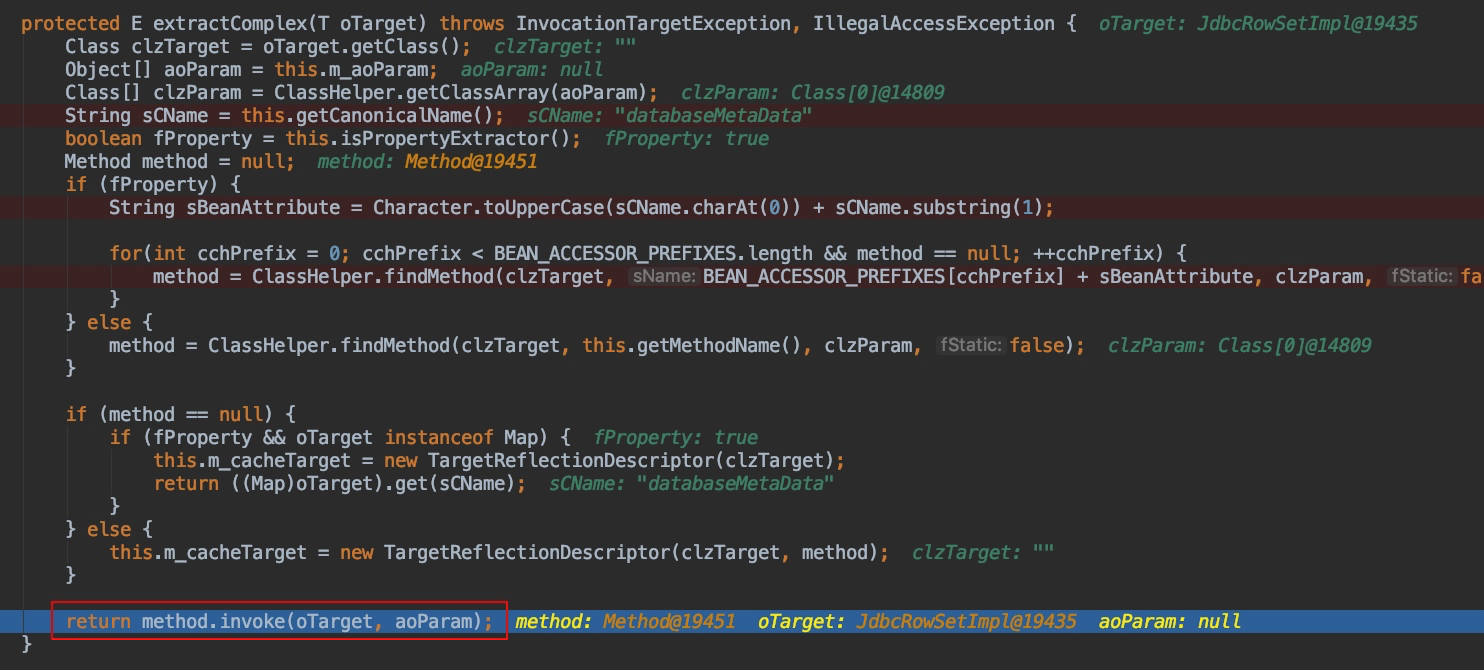 protected E extractComplex(T oTarget) throws InvocationTargetException, IllegalAccessException { oTarget: JdbcRowSetImpl@19435
Class clzTarget = oTarget.getClass(); clzTarget: ""
Object[] aoParam = this.m_aoParam; aoParam: null
Class[] clzParam = ClassHelper.getClassArray(aoParam); clzParam: Class[0]@14809
String sCName = this.getCanonicalName(); sCName: "databaseMetaData"
boolean fProperty = this.isPropertyExtractor(); fProperty: true
Method method = null; method: Method@19451
if (fProperty) {
String sBeanAttribute = Character.toUpperCase(sCName.charAt(0)) + sCName.substring(1);
for(int cchPrefix = 0; cchPrefix < BEAN_ACCESSOR_PREFIXES.length && method == null; ++cchPrefix) {
method = ClassHelper.findMethod(clzTarget, sName: BEAN_ACCESSOR_PREFIXES[cchPrefix] + sBeanAttribute, clzParam, fStatic: fa
}
} else {
method = ClassHelper.findMethod(clzTarget, this.getMethodName(), clzParam, fStatic: false); clzParam: Class[0]@14809
}
if (method == null) {
if (fProperty && oTarget instanceof Map) { fProperty: true
this.m_cacheTarget = new TargetReflectionDescriptor(clzTarget);
return ((Map)oTarget).get(sCName); sCName: "databaseMetaData"
}
} else {
this.m_cacheTarget = new TargetReflectionDescriptor(clzTarget, method); clzTarget: ""
}
return method.invoke(oTarget, aoParam); method: Method@19451 oTarget: JdbcRowSetImpl@19435 aoParam: null
}